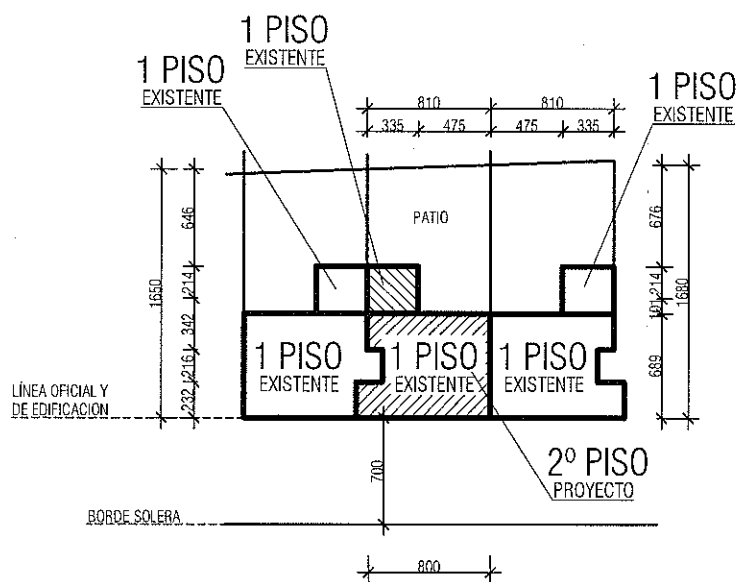 1 PISO
EXISTENTE
1 PISO
EXISTENTE
1 PISO
EXISTENTE
810
810
335
475
475
335
PATIO
1650
646
214
342
216
232
676
214
101
689
1680
1 PISO
EXISTENTE
1 PISO
EXISTENTE
1 PISO
EXISTENTE
LÍNEA OFICIAL Y
DE EDIFICACION
700
2º PISO
PROYECTO
BORDE SOLERA
800